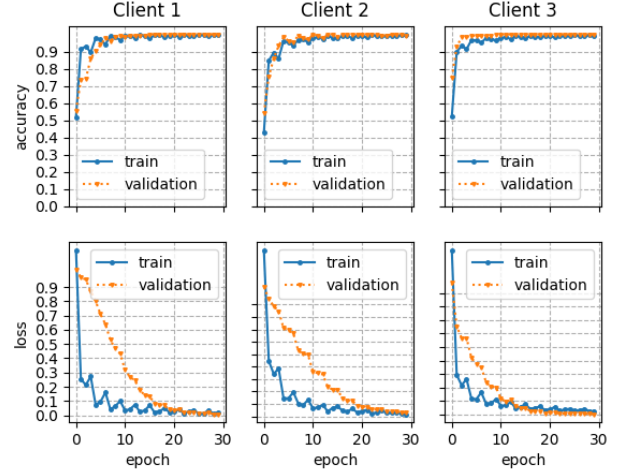 Client 1
Client 2
Client 3
accuracy
0.9
0.8
0.7
0.6
0.5
0.4
0.3
0.2
0.1
0.0
train
validation
train
validation
train
validation
loss
0.9
0.8
0.7
0.6
0.5
0.4
0.3
0.2
0.1
0.0
train
validation
train
validation
train
validation
0 10 20 30
0 10 20 30
0 10 20 30
epoch
epoch
epoch